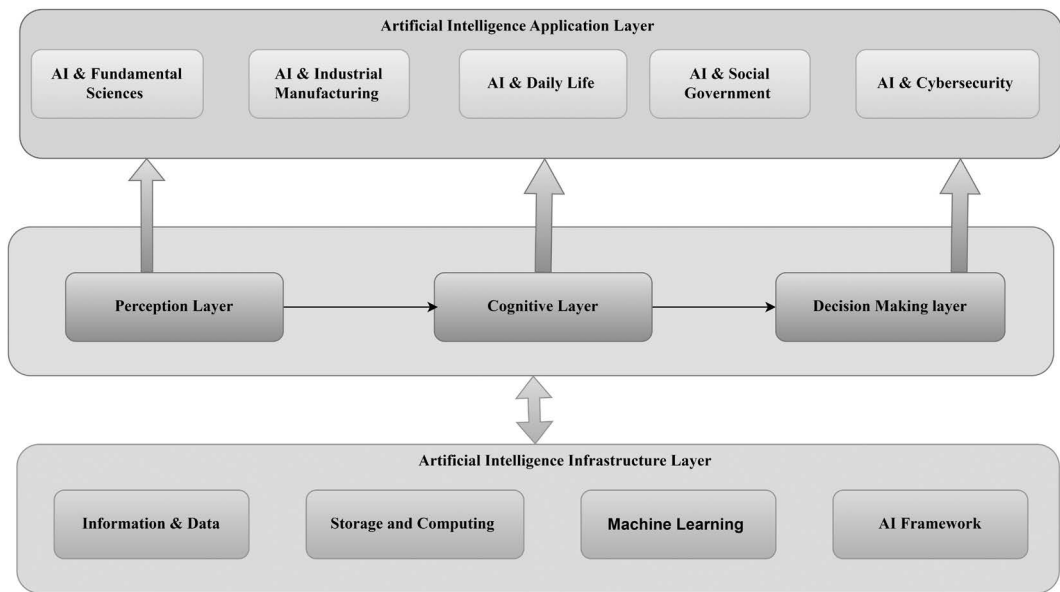 Artificial Intelligence Application Layer
AI & Fundamental
Sciences
AI & Industrial
Manufacturing
AI & Daily Life
AI & Social
Government
AI & Cybersecurity
Perception Layer
Cognitive Layer
Decision Making layer
Artificial Intelligence Infrastructure Layer
Information & Data
Storage and Computing
Machine Learning
AI Framework